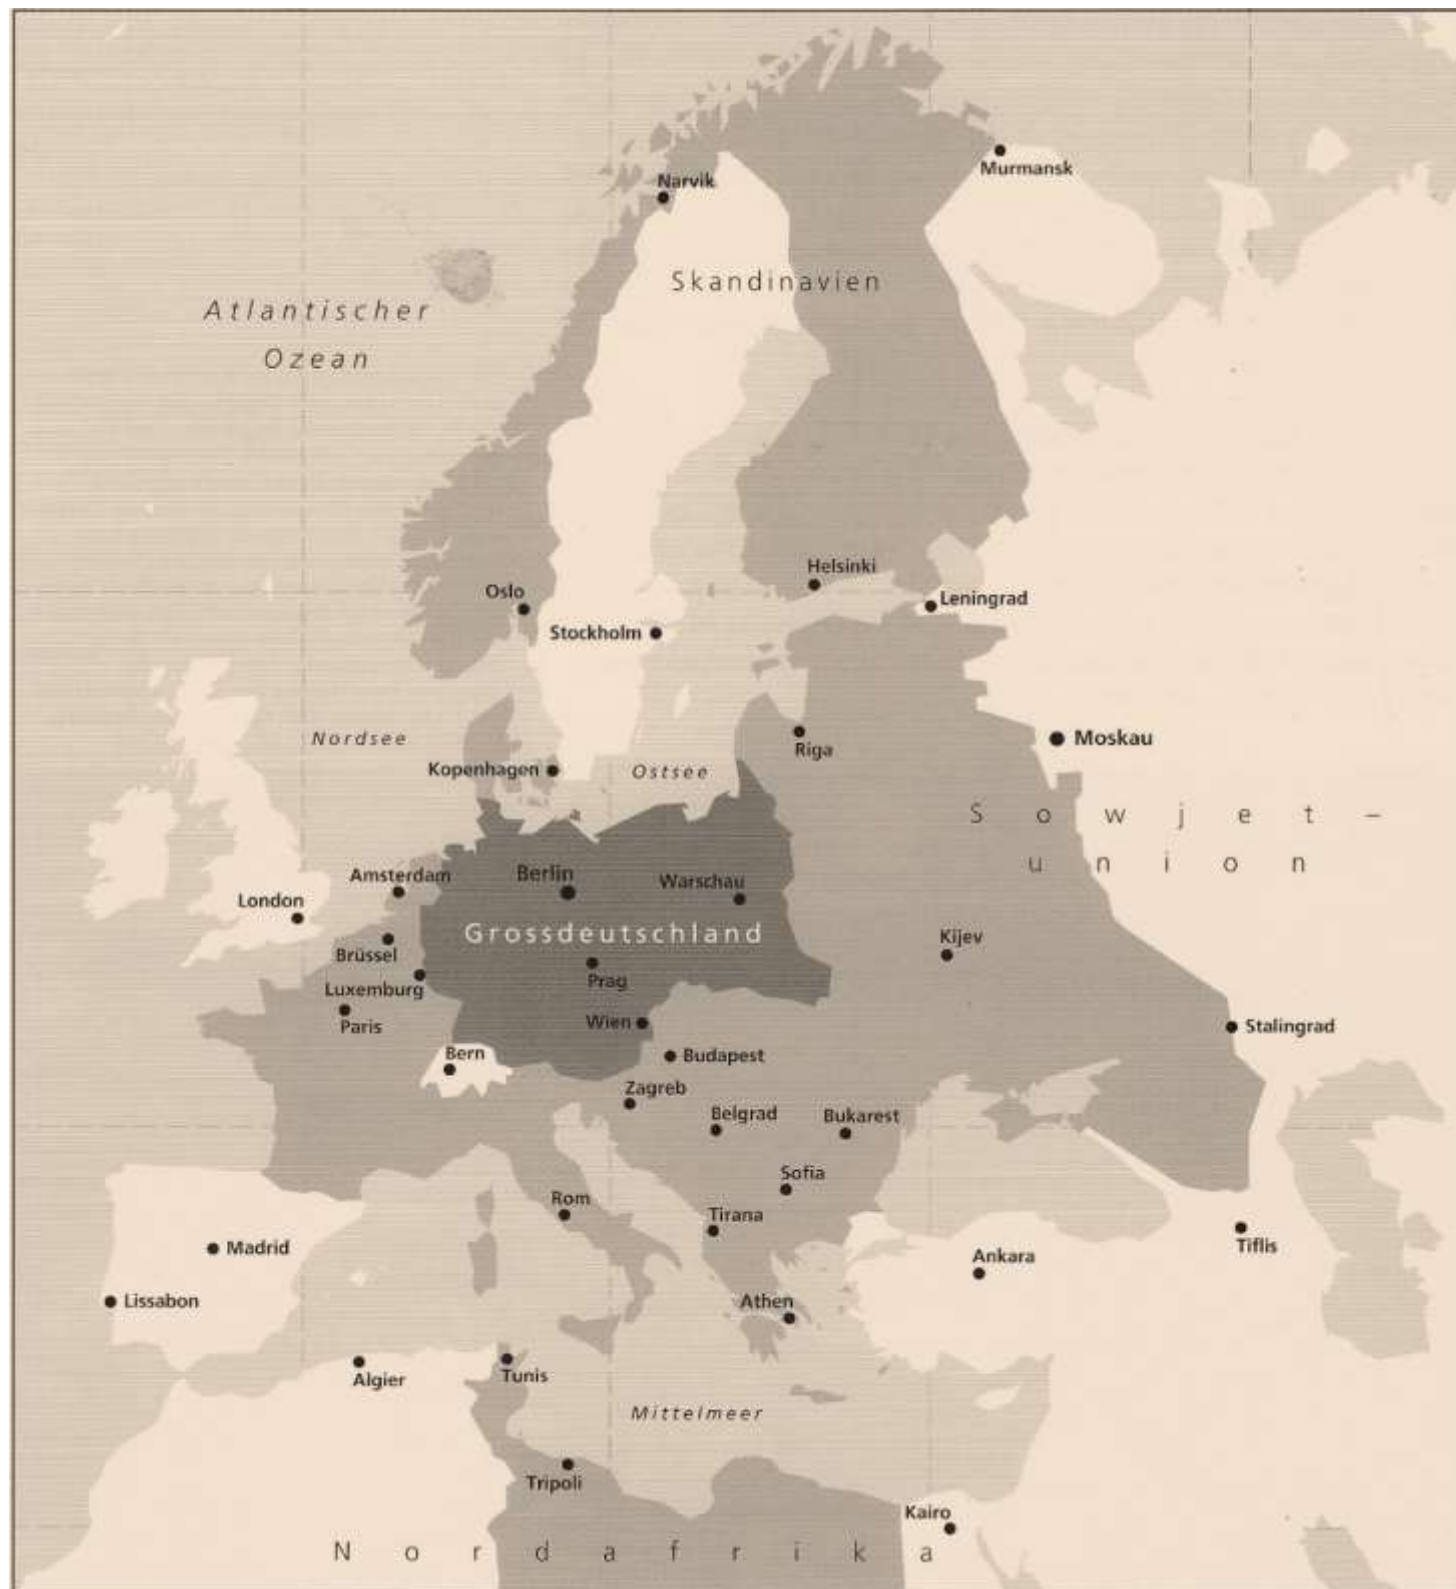 Murmansk
Narvik
Skandinavien
Atlantischer
Ozean
Helsinki
Oslo
Leningrad
Stockholm
Nordsee
Riga
Moskau
Kopenhagen
Ostsee
Sowjet–
union
Amsterdam
Berlin
Warschau
London
Grossdeutschland
Kijev
Brüssel
Prag
Luxemburg
Paris
Wien
Stalingrad
Bern
Budapest
Zagreb
Belgrad
Bukarest
Sofia
Rom
Tirana
Madrid
Ankara
Tiflis
Lissabon
Athen
Algier
Tunis
Mittelmeer
Tripoli
Kairo
Nordafrika